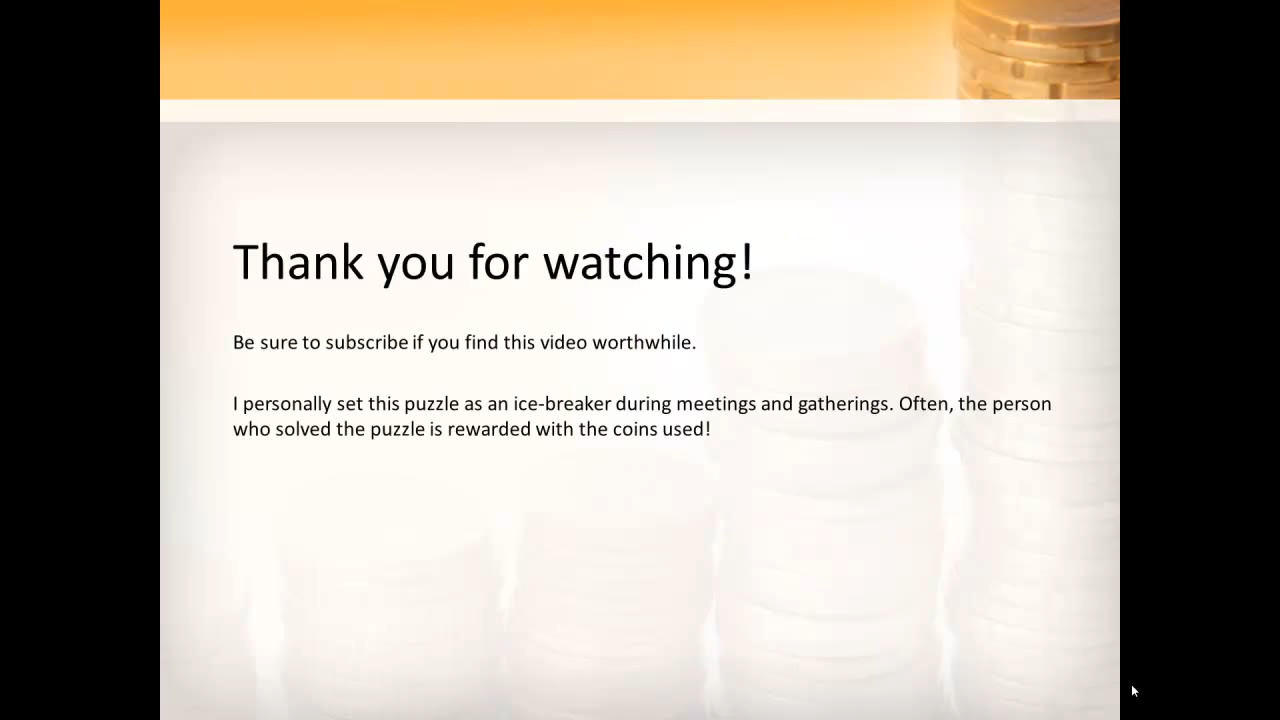 Thank you for watching!
Be sure to subscribe if you find this video worthwhile.
I personally set this puzzle as an ice-breaker during meetings and gatherings. Often, the person
who solved the puzzle is rewarded with the coins used!